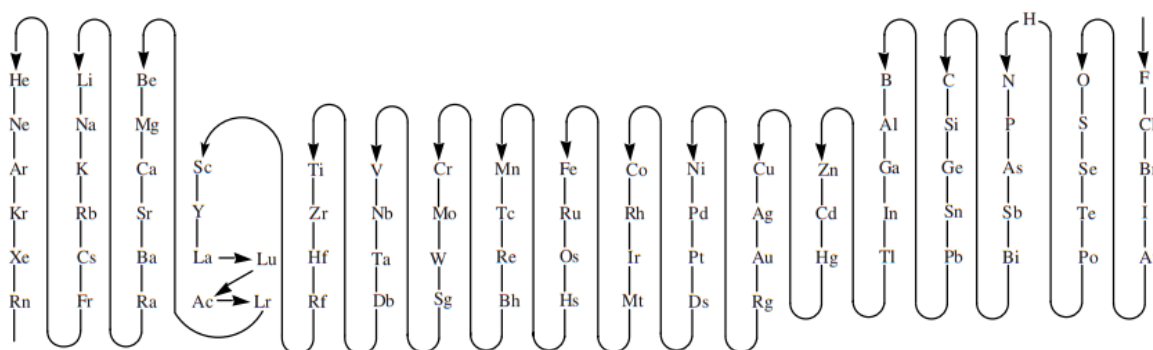 H
He Li Be B C N O F
Ne Na Mg Al Si P S Cl
Ar K Ca Sc Ti V Cr Mn Fe Co Ni Cu Zn Ga Ge As Se Br
Kr Rb Sr Y Zr Nb Mo Tc Ru Rh Pd Ag Cd In Sn Sb Te I
Xe Cs Ba La Lu Hf Ta W Re Os Ir Pt Au Hg Tl Pb Bi Po A
Rn Fr Ra Ac Lr Rf Db Sg Bh Hs Mt Ds Rg